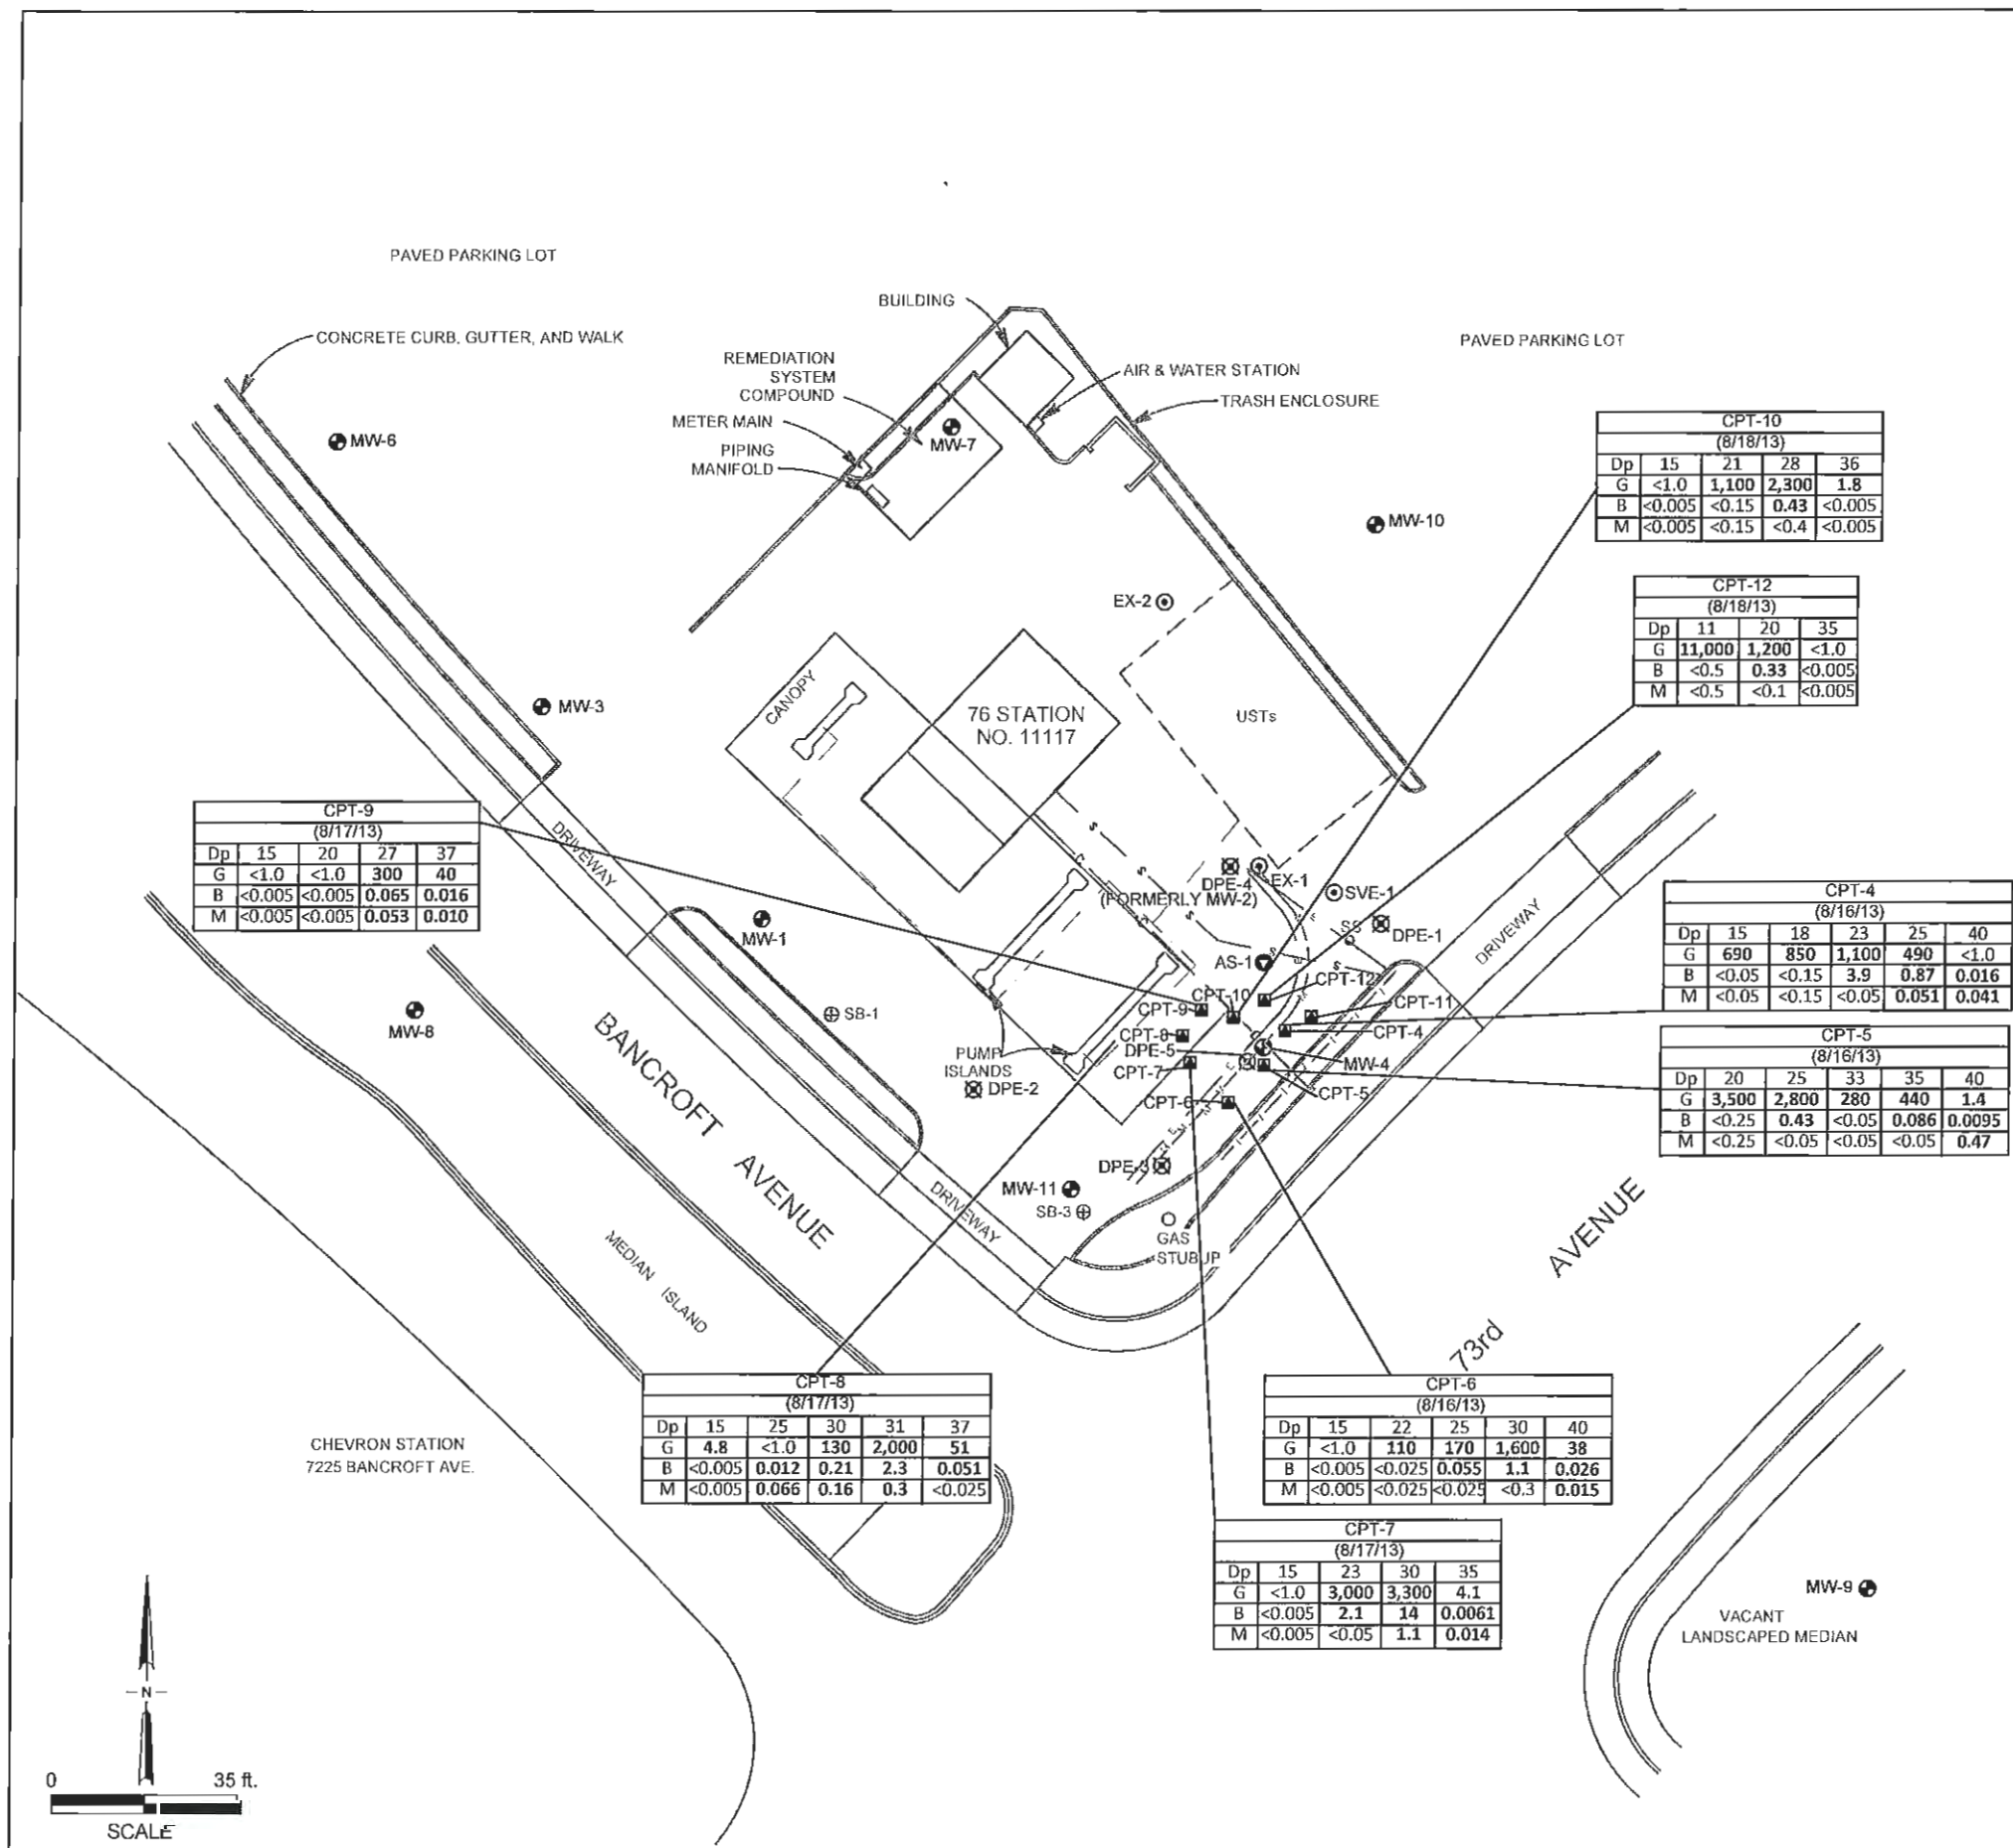 PAVED PARKING LOT
CONCRETE CURB, GUTTER, AND WALK
BUILDING
REMEDIATION
SYSTEM
COMPOUND
METER MAIN
PIPING
MANIFOLD
AIR & WATER STATION
TRASH ENCLOSURE
PAVED PARKING LOT
MW-6
MW-7
MW-10
EX-2
MW-3
CANOPY
76 STATION
NO. 11117
USTs
CPT-10
(8/18/13)
Dp 15 21 28 36
G <1.0 1,100 2,300 1.8
B <0.005 <0.15 0.43 <0.005
M <0.005 <0.15 <0.4 <0.005
CPT-12
(8/18/13)
Dp 11 20 35
G 11,000 1,200 <1.0
B <0.5 0.33 <0.005
M <0.5 <0.1 <0.005
CPT-9
(8/17/13)
Dp 15 20 27 37
G <1.0 <1.0 300 40
B <0.005 <0.005 0.065 0.016
M <0.005 <0.005 0.053 0.010
DRIVEWAY
MW-1
DPE-4
(FORMERLY MW-2)
EX-1
SVE-1
SS
DPE-1
DRIVEWAY
CPT-4
(8/16/13)
Dp 15 18 23 25 40
G 690 850 1,100 490 <1.0
B <0.05 <0.15 3.9 0.87 0.016
M <0.05 <0.15 <0.05 0.051 0.041
AS-1
CPT-12
CPT-10
CPT-9
CPT-11
CPT-4
CPT-8
DPE-5
CPT-7
MW-4
CPT-5
CPT-6
MW-8
SB-1
PUMP
ISLANDS
DPE-2
CPT-5
(8/16/13)
Dp 20 25 33 35 40
G 3,500 2,800 280 440 1.4
B <0.25 0.43 <0.05 0.086 0.0095
M <0.25 <0.05 <0.05 <0.05 0.47
BANCROFT AVENUE
DPE-3
MW-11
SB-3
DRIVEWAY
GAS
STUBUP
MEDIAN ISLAND
73rd AVENUE
CPT-8
(8/17/13)
Dp 15 25 30 31 37
G 4.8 <1.0 130 2,000 51
B <0.005 0.012 0.21 2.3 0.051
M <0.005 0.066 0.16 0.3 <0.025
CPT-6
(8/16/13)
Dp 15 22 25 30 40
G <1.0 110 170 1,600 38
B <0.005 <0.025 0.055 1.1 0.026
M <0.005 <0.025 <0.025 <0.3 0.015
CPT-7
(8/17/13)
Dp 15 23 30 35
G <1.0 3,000 3,300 4.1
B <0.005 2.1 14 0.0061
M <0.005 <0.05 1.1 0.014
CHEVRON STATION
7225 BANCROFT AVE.
MW-9
VACANT
LANDSCAPED MEDIAN
N
0 35 ft.
SCALE